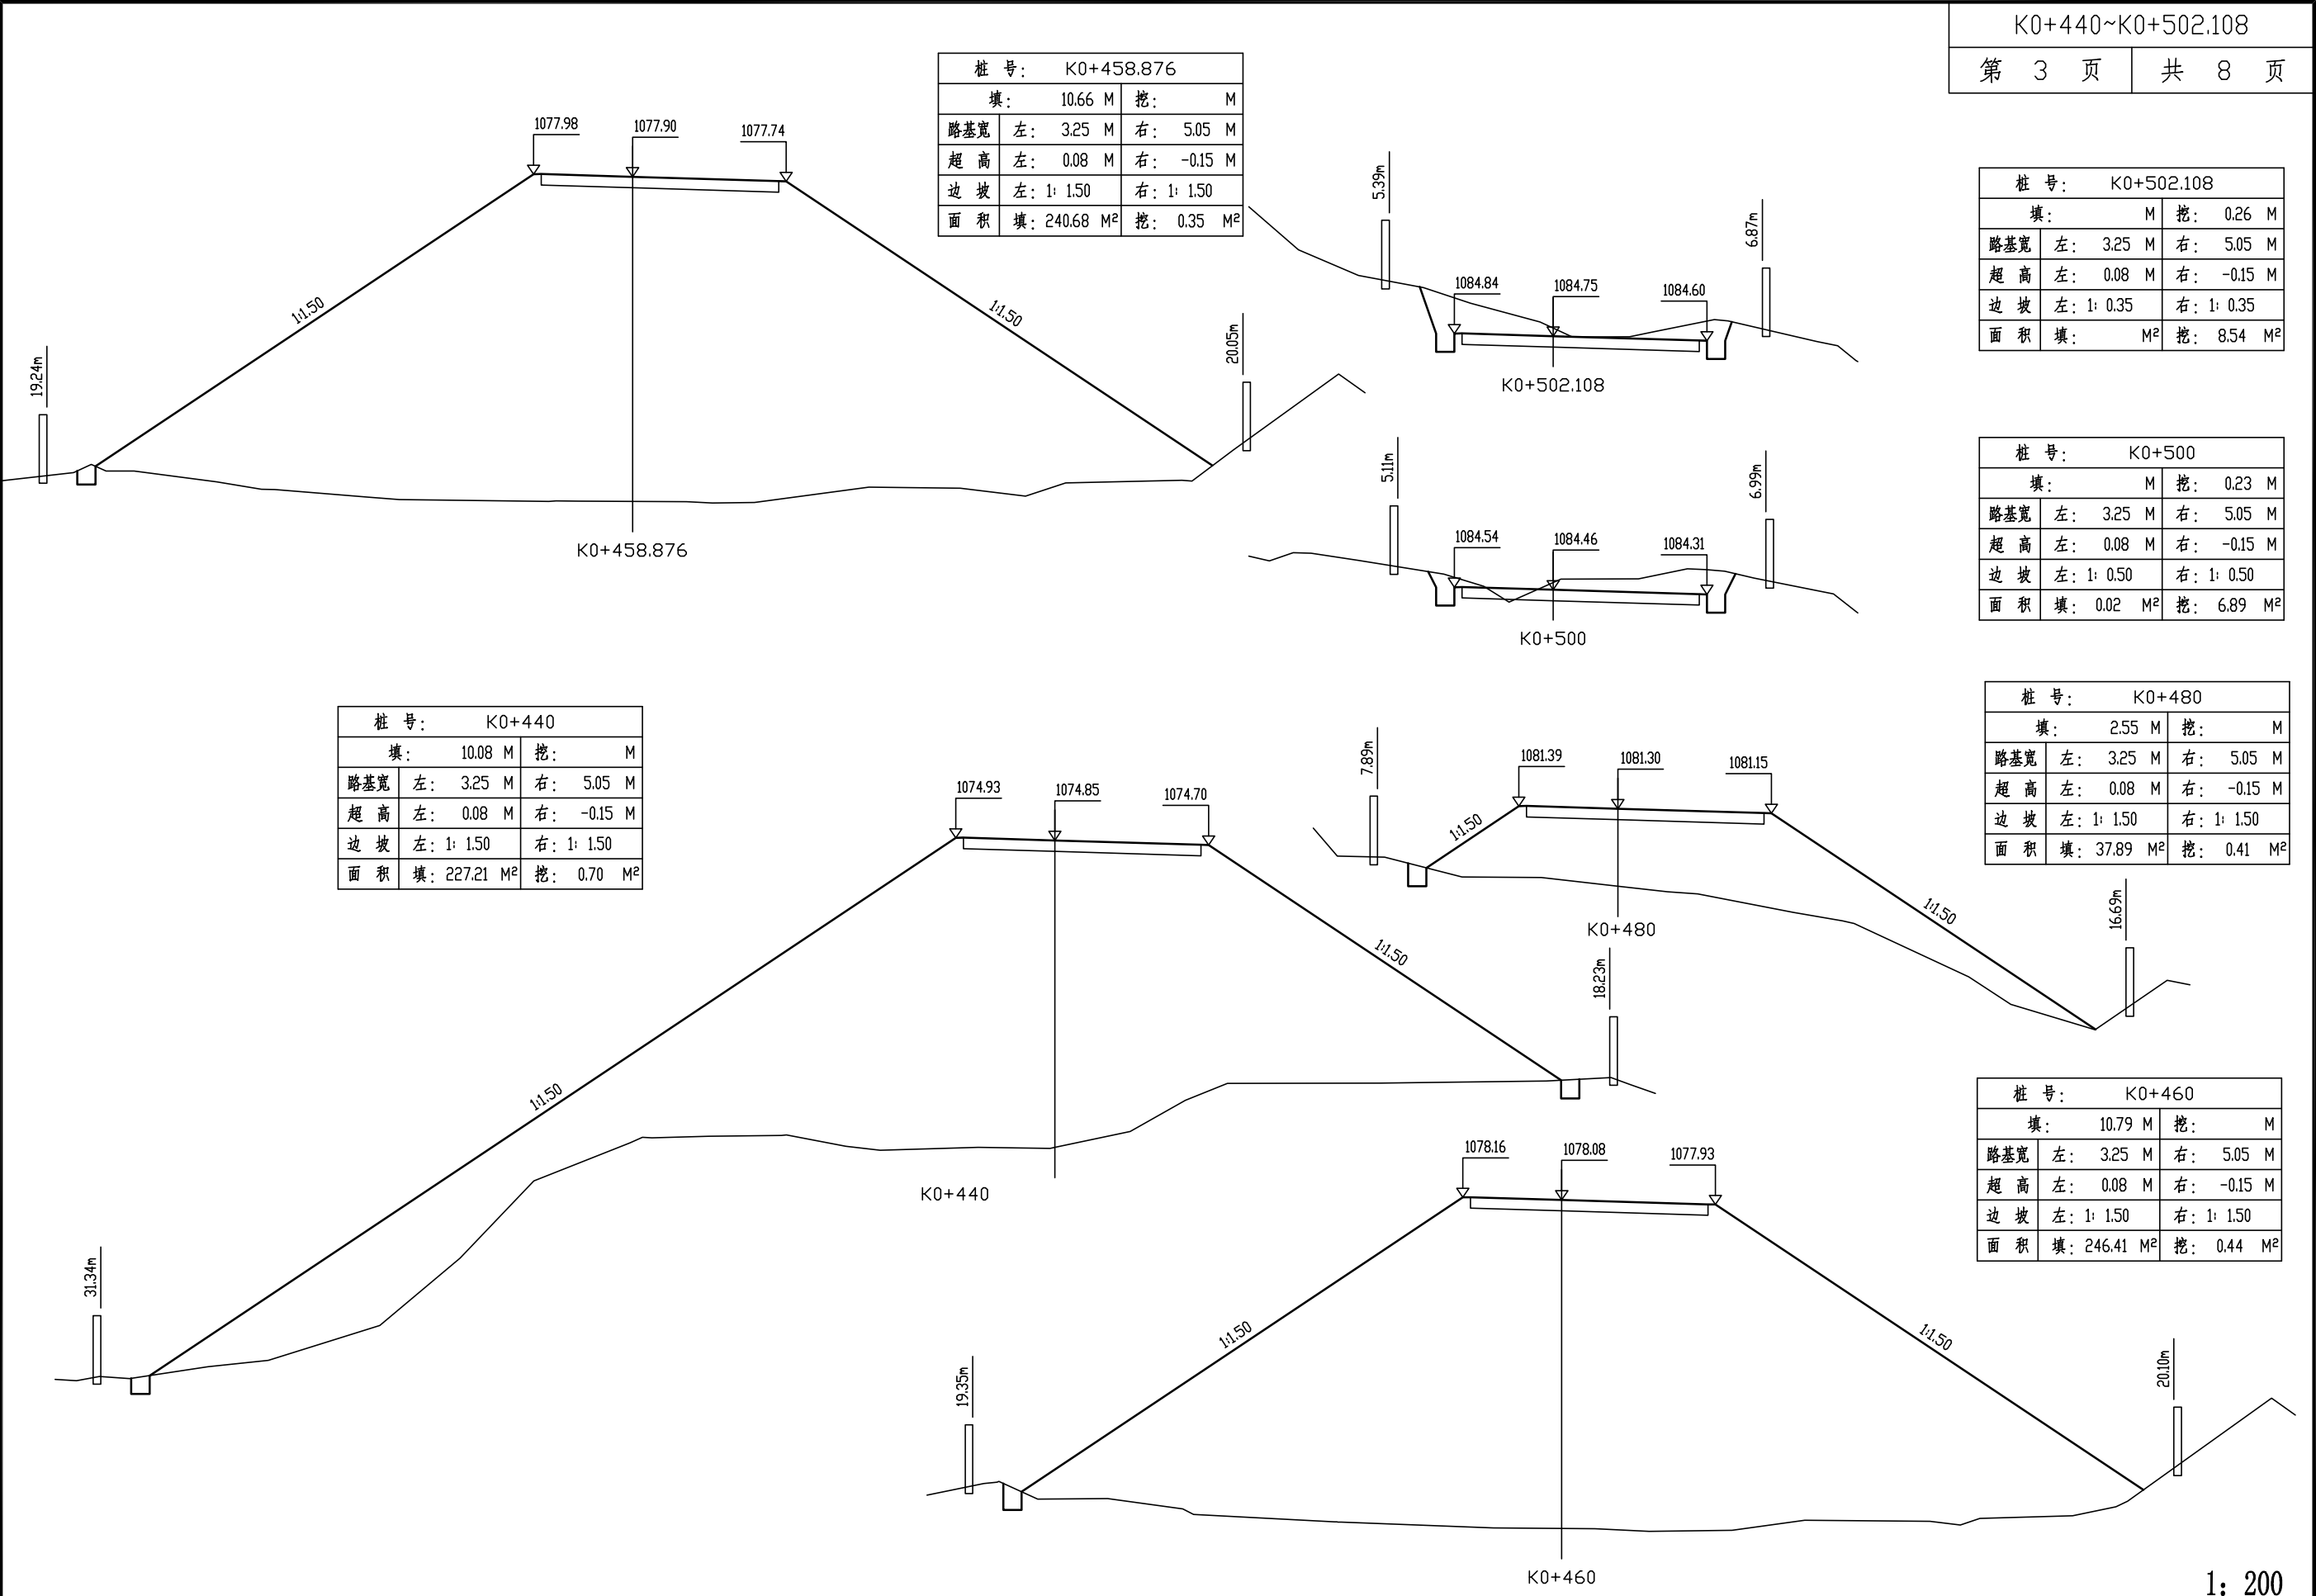 K0+440~K0+502.108
第 3 页 共 8 页
桩 号: K0+458.876
填: 10.66 M 挖: M
路基宽 左: 3.25 M 右: 5.05 M
超 高 左: 0.08 M 右: -0.15 M
边 坡 左: 1: 1.50 右: 1: 1.50
面 积 填: 240.68 M² 挖: 0.35 M²
1077.98 1077.90 1077.74
1:1.50
1:1.50
19.24m
20.05m
K0+458.876
5.39m
6.87m
1084.84 1084.75 1084.60
K0+502.108
桩 号: K0+502.108
填: M 挖: 0.26 M
路基宽 左: 3.25 M 右: 5.05 M
超 高 左: 0.08 M 右: -0.15 M
边 坡 左: 1: 0.35 右: 1: 0.35
面 积 填: M² 挖: 8.54 M²
5.11m
6.99m
1084.54 1084.46 1084.31
K0+500
桩 号: K0+500
填: M 挖: 0.23 M
路基宽 左: 3.25 M 右: 5.05 M
超 高 左: 0.08 M 右: -0.15 M
边 坡 左: 1: 0.50 右: 1: 0.50
面 积 填: 0.02 M² 挖: 6.89 M²
桩 号: K0+440
填: 10.08 M 挖: M
路基宽 左: 3.25 M 右: 5.05 M
超 高 左: 0.08 M 右: -0.15 M
边 坡 左: 1: 1.50 右: 1: 1.50
面 积 填: 227.21 M² 挖: 0.70 M²
1074.93 1074.85 1074.70
1:1.50
1:1.50
31.34m
18.23m
K0+440
7.89m
1081.39 1081.30 1081.15
1:1.50
1:1.50
16.69m
K0+480
桩 号: K0+480
填: 2.55 M 挖: M
路基宽 左: 3.25 M 右: 5.05 M
超 高 左: 0.08 M 右: -0.15 M
边 坡 左: 1: 1.50 右: 1: 1.50
面 积 填: 37.89 M² 挖: 0.41 M²
1078.16 1078.08 1077.93
1:1.50
1:1.50
19.35m
20.10m
K0+460
桩 号: K0+460
填: 10.79 M 挖: M
路基宽 左: 3.25 M 右: 5.05 M
超 高 左: 0.08 M 右: -0.15 M
边 坡 左: 1: 1.50 右: 1: 1.50
面 积 填: 246.41 M² 挖: 0.44 M²
1: 200